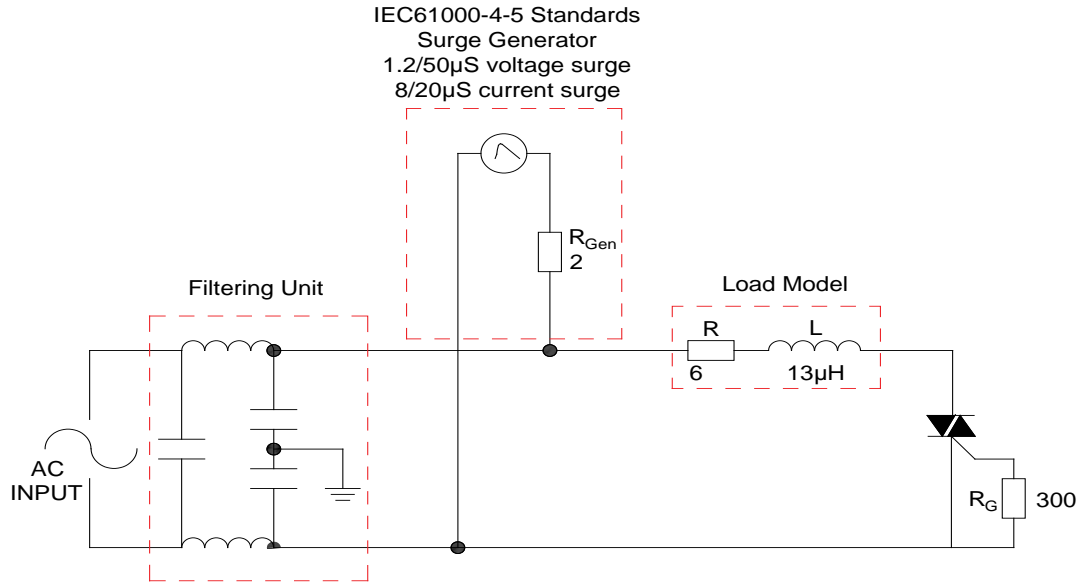 IEC61000-4-5 Standards
Surge Generator
1.2/50µS voltage surge
8/20µS current surge
RGen
2
Filtering Unit
Load Model
R
L
6
13µH
AC
INPUT
RG
300